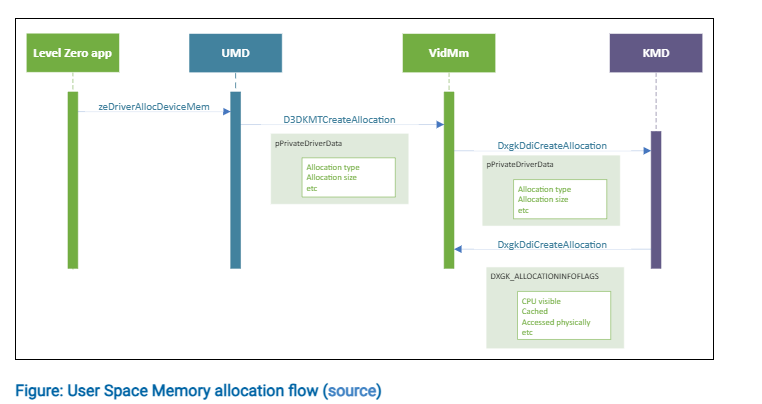 Level Zero app
UMD
VidMm
KMD
zeDriverAllocDeviceMem
D3DKMTCreateAllocation
pPrivateDriverData
Allocation type
Allocation size
etc
DxgkDdiCreateAllocation
pPrivateDriverData
Allocation type
Allocation size
etc
DxgkDdiCreateAllocation
DXGK_ALLOCATIONINFOFLAGS
CPU visible
Cached
Accessed physically
etc
Figure: User Space Memory allocation flow (source)